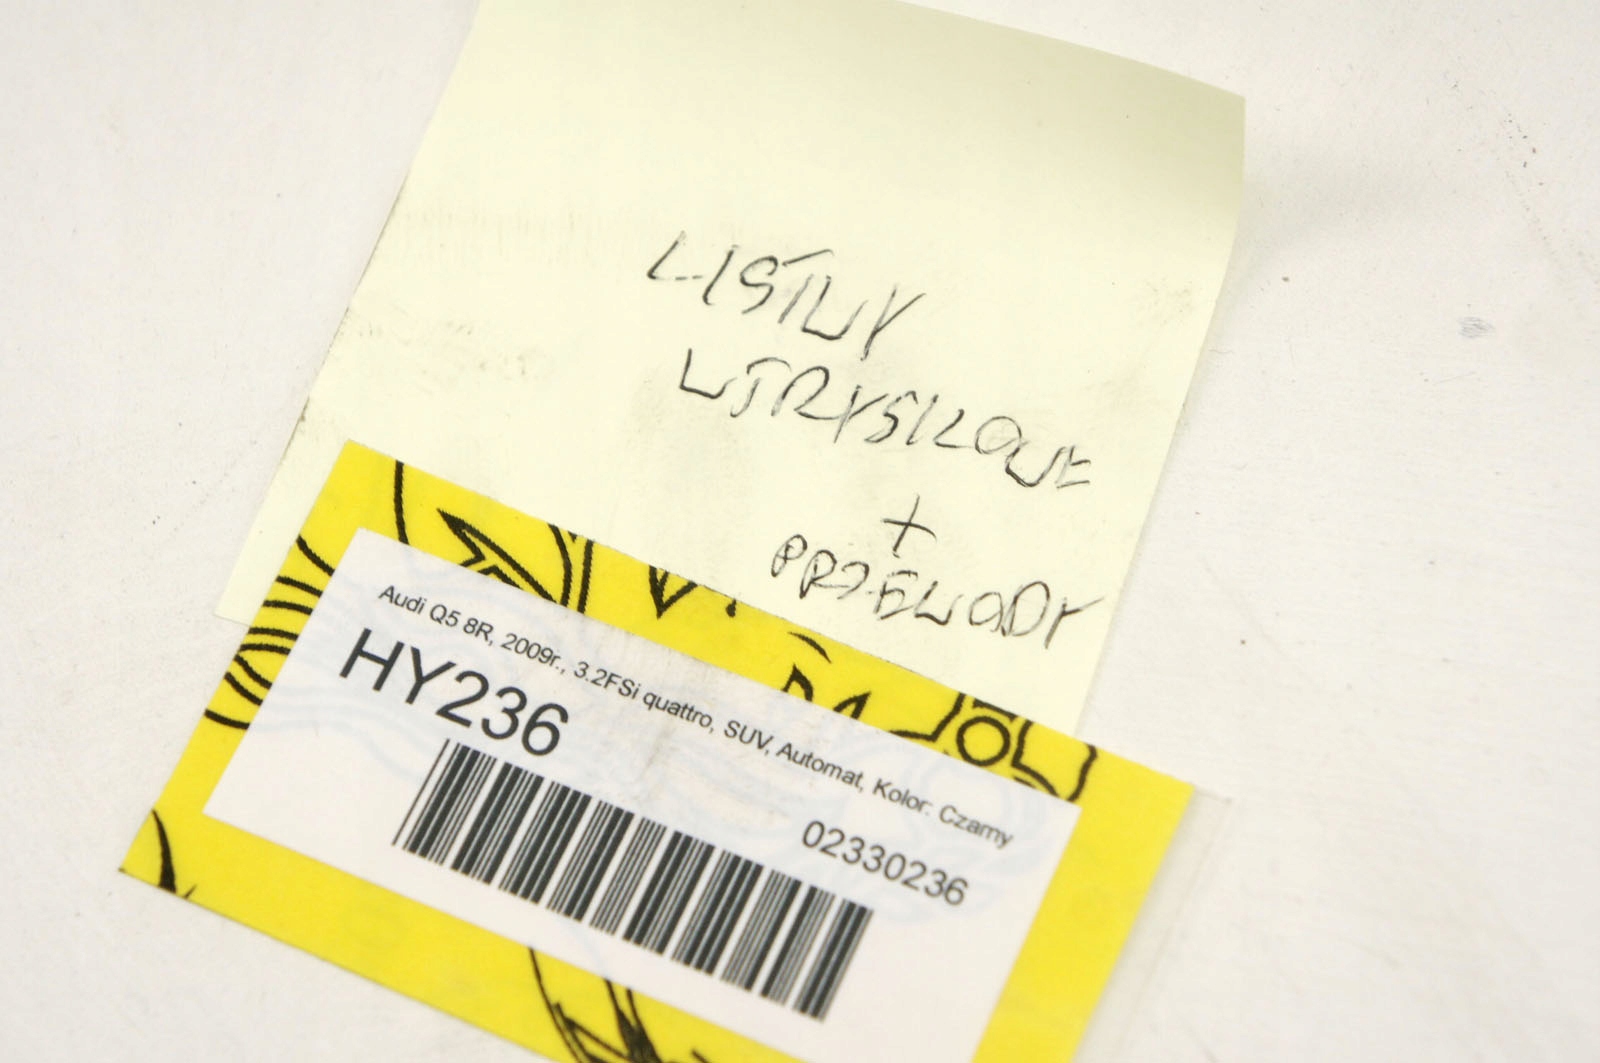 LISTWY
WTRYSKOWE
+
PRZEWODY
Audi Q5 8R, 2009r., 3.2FSi quattro, SUV, Automat, Kolor: Czarny
HY236
02330236